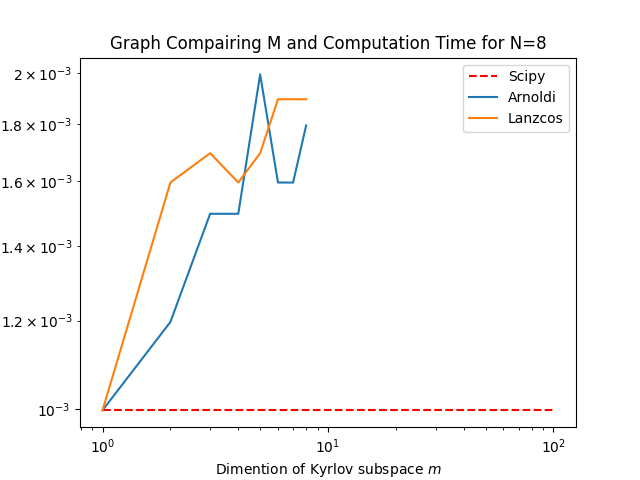 Graph Compairing M and Computation Time for N=8
Scipy
Arnoldi
Lanzcos
2 × 10⁻³
1.8 × 10⁻³
1.6 × 10⁻³
1.4 × 10⁻³
1.2 × 10⁻³
10⁻³
10⁰ 10¹ 10²
Dimention of Kyrlov subspace m